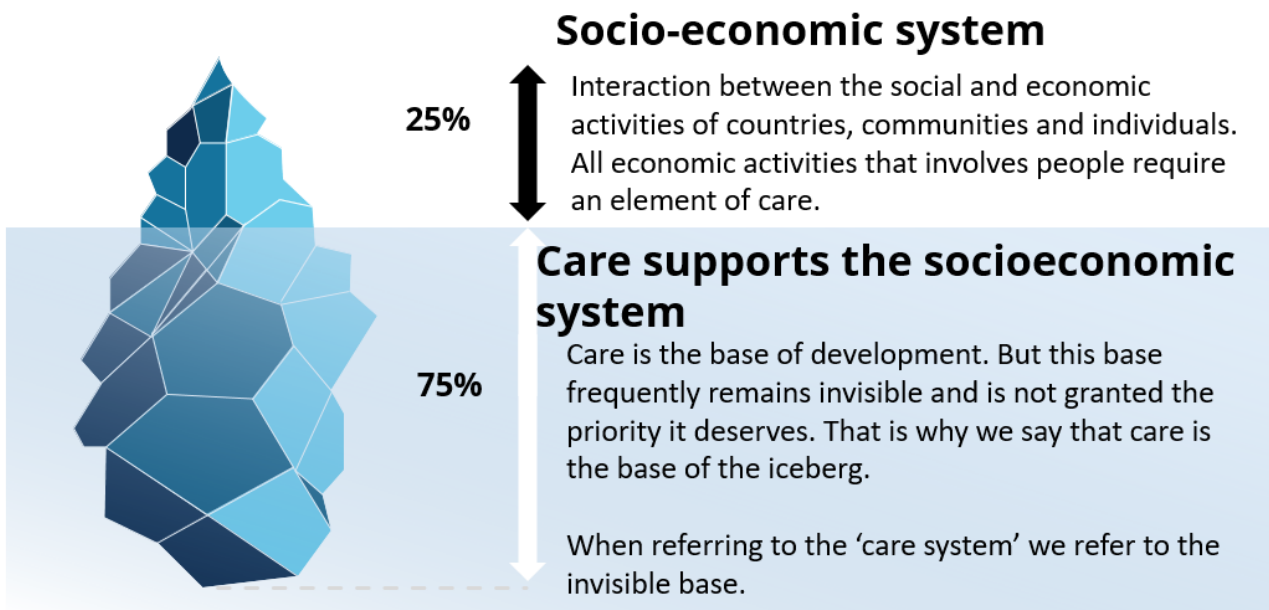 Socio-economic system
25%
Interaction between the social and economic
activities of countries, communities and individuals.
All economic activities that involves people require
an element of care.
Care supports the socioeconomic
system
75%
Care is the base of development. But this base
frequently remains invisible and is not granted the
priority it deserves. That is why we say that care is
the base of the iceberg.
When referring to the ‘care system’ we refer to the
invisible base.